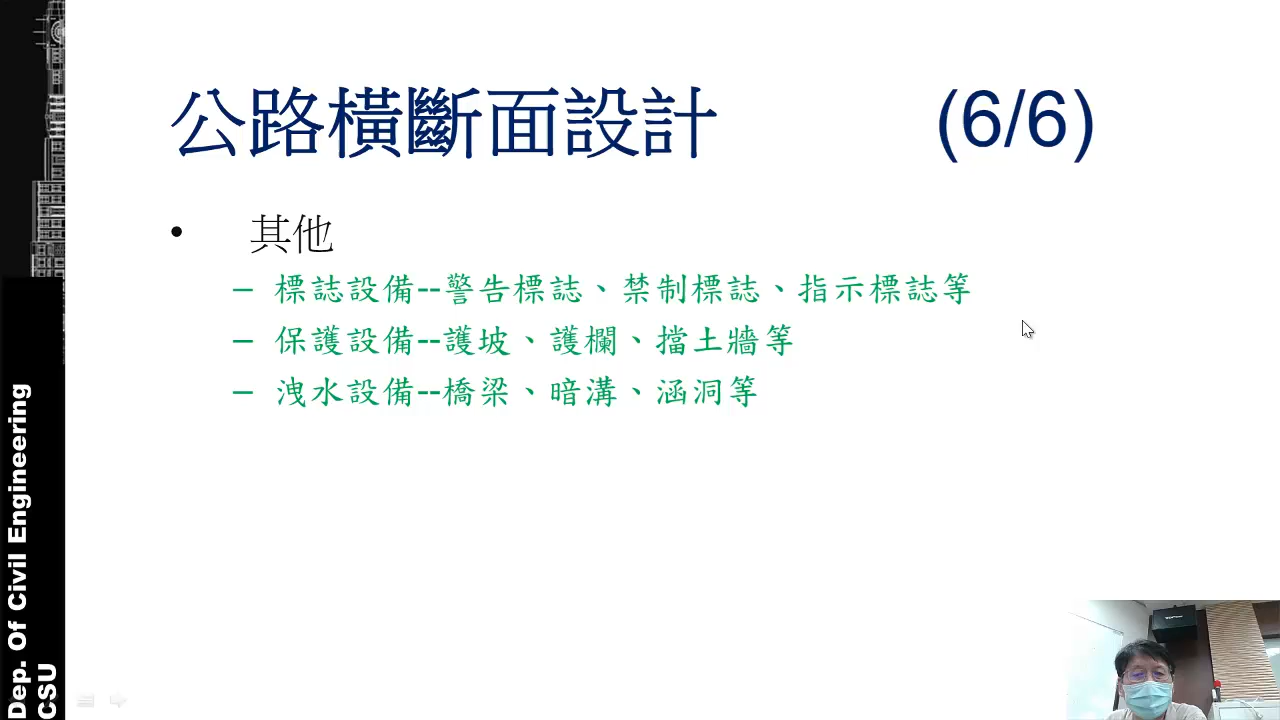 公路橫斷面設計 (6/6)
• 其他
– 標誌設備--警告標誌、禁制標誌、指示標誌等
– 保護設備--護坡、護欄、擋土牆等
– 洩水設備--橋梁、暗溝、涵洞等
Dep. Of Civil Engineering
CSU